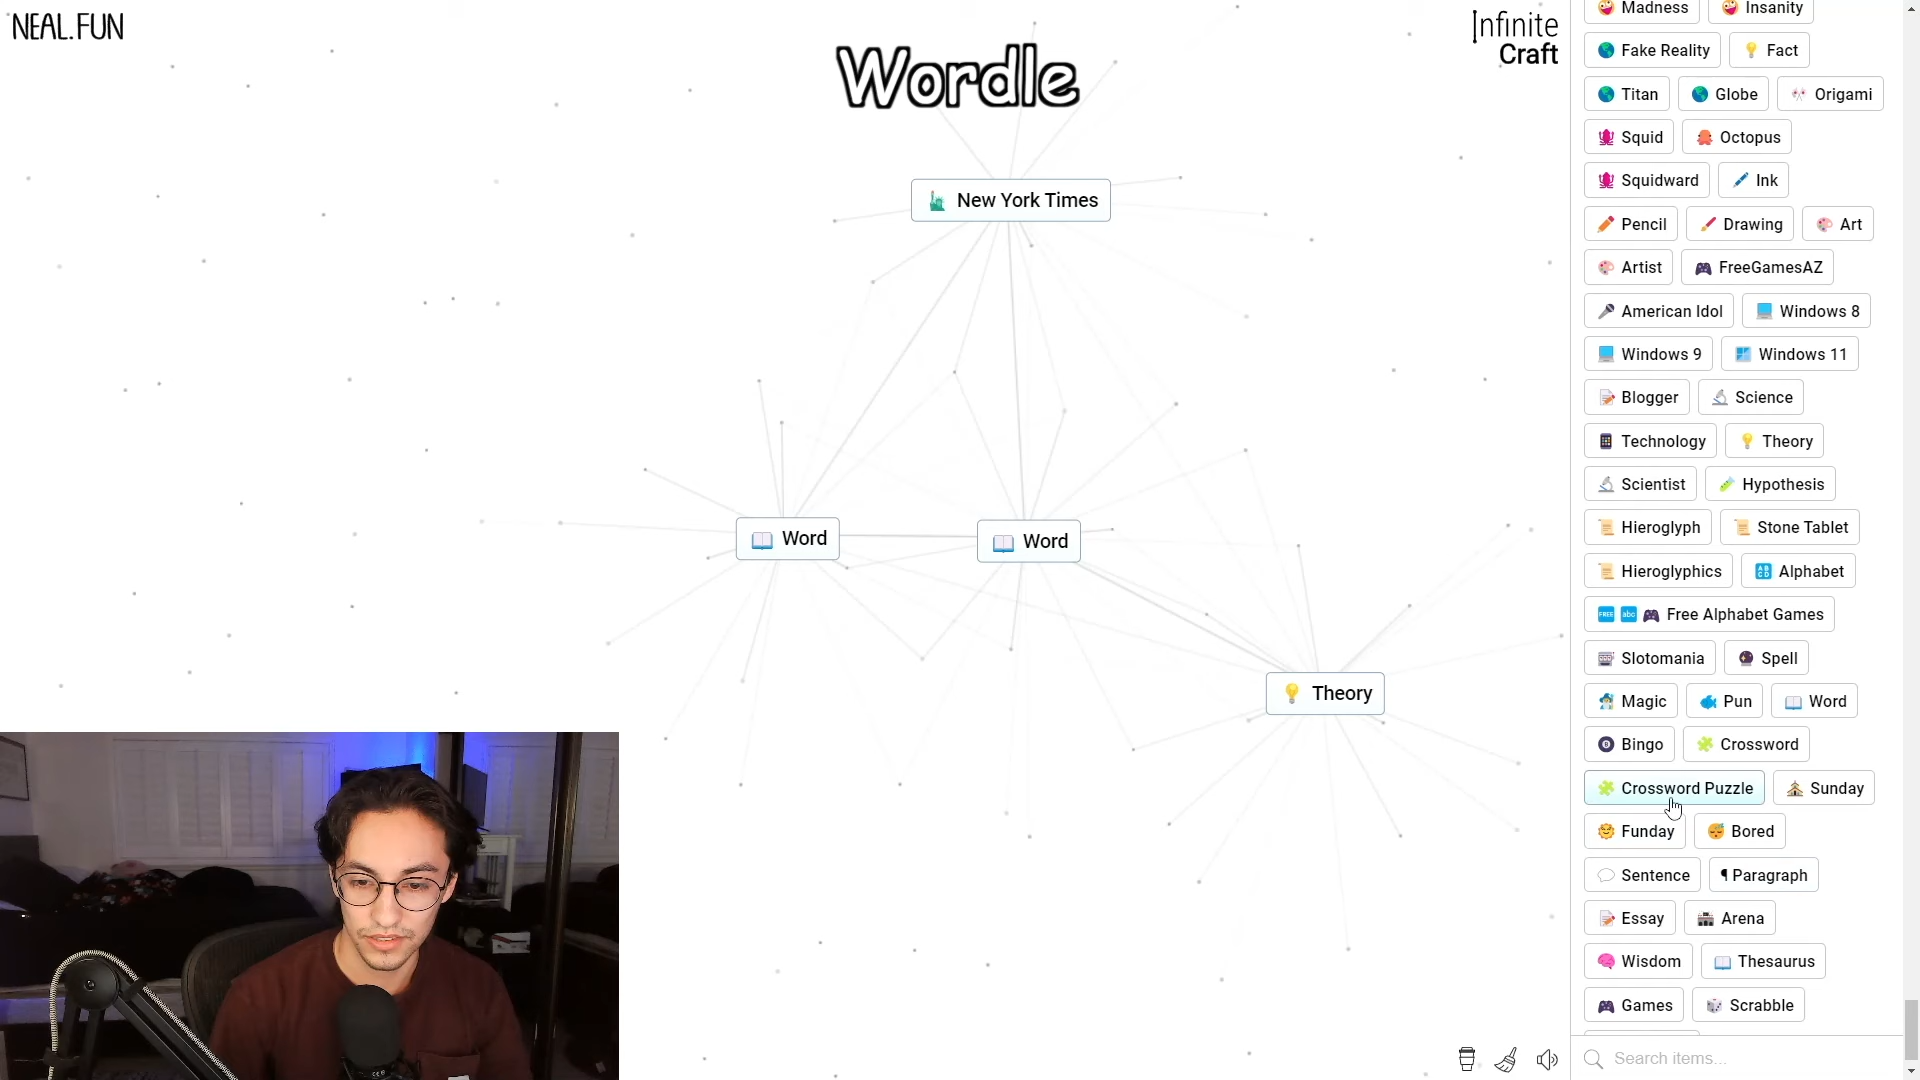 NEAL.FUN
Infinite
Craft
Wordle
New York Times
Word
Word
Theory
Madness
Insanity
Fake Reality
Fact
Titan
Globe
Origami
Squid
Octopus
Squidward
Ink
Pencil
Drawing
Art
Artist
FreeGamesAZ
American Idol
Windows 8
Windows 9
Windows 11
Blogger
Science
Technology
Theory
Scientist
Hypothesis
Hieroglyph
Stone Tablet
Hieroglyphics
Alphabet
Free Alphabet Games
Slotomania
Spell
Magic
Pun
Word
Bingo
Crossword
Crossword Puzzle
Sunday
Funday
Bored
Sentence
¶ Paragraph
Essay
Arena
Wisdom
Thesaurus
Games
Scrabble
Search items...